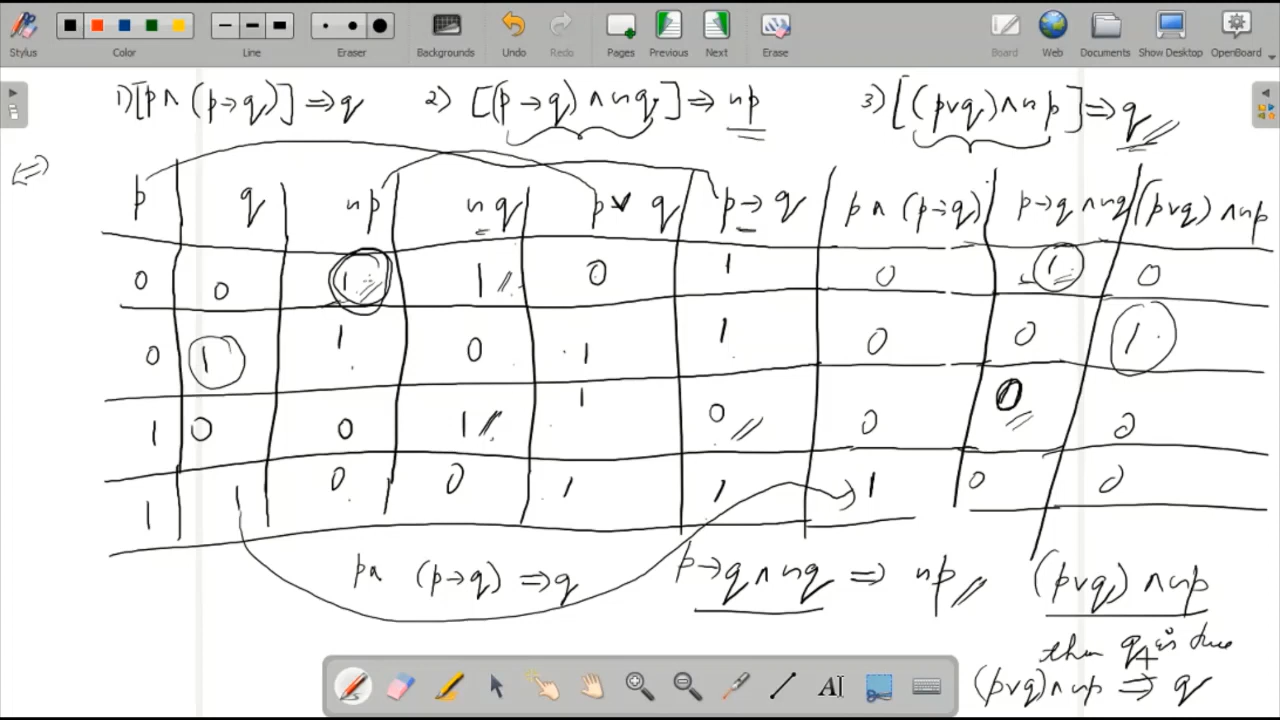 Stylus Color Line Eraser Backgrounds Undo Redo Pages Previous Next Erase Board Web Documents Show Desktop OpenBoard
1) [p∧ (p→q)] ⇒ q 2) [(p→q) ∧ ~q] ⇒ ~p 3) [(p∨q) ∧ ~p] ⇒ q
⇔
p q ~p ~q p ∨ q p → q p ∧ (p→q) p→q ∧ ~q (p∨q) ∧ ~p
0 0 1 1 0 1 0 1 0
0 1 1 0 1 1 0 0 1
1 0 0 1 1 0 0 0 0
1 1 0 0 1 1 1 0 0
p∧ (p→q) ⇒ q p→q ∧ ~q ⇒ ~p (p∨q) ∧ ~p
then q is true
(p∨q) ∧ ~p ⇒ q